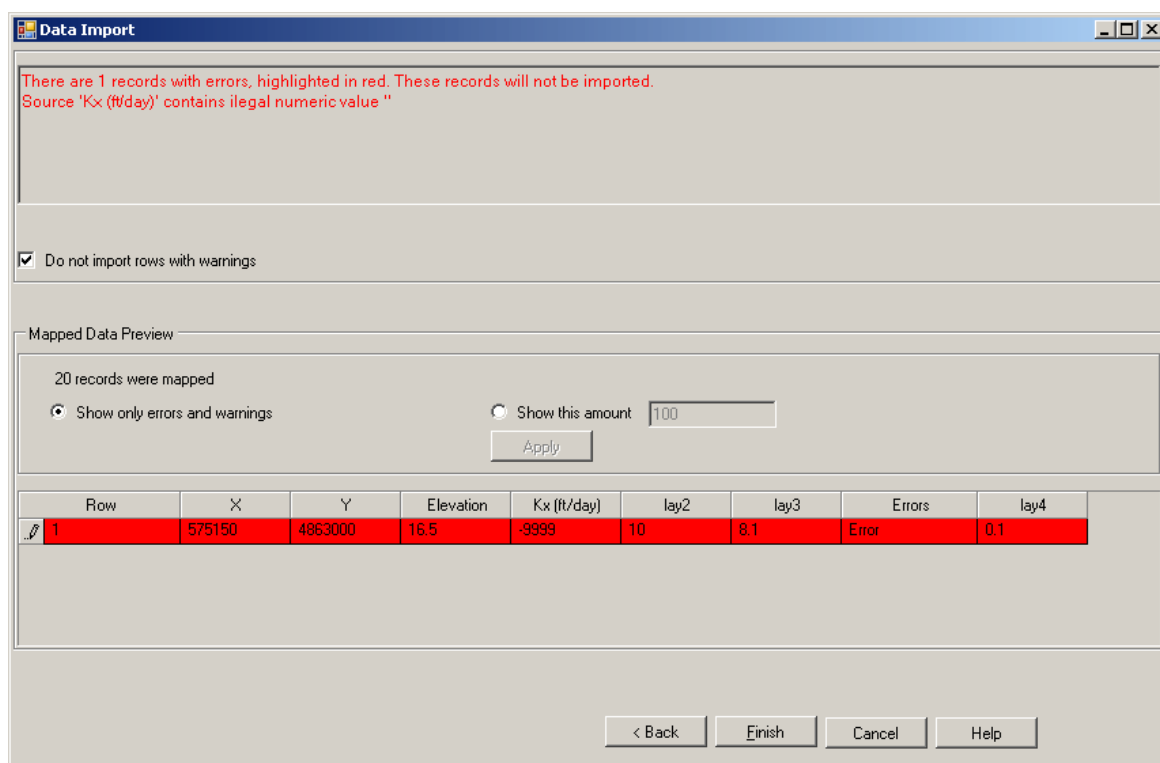 Data Import
There are 1 records with errors, highlighted in red. These records will not be imported.
Source 'Kx (ft/day)' contains ilegal numeric value ''
Do not import rows with warnings
Mapped Data Preview
20 records were mapped
Show only errors and warnings
Show this amount 100
Apply
Row X Y Elevation Kx (ft/day) lay2 lay3 Errors lay4
1 575150 4863000 16.5 -9999 10 8.1 Error 0.1
< Back Finish Cancel Help